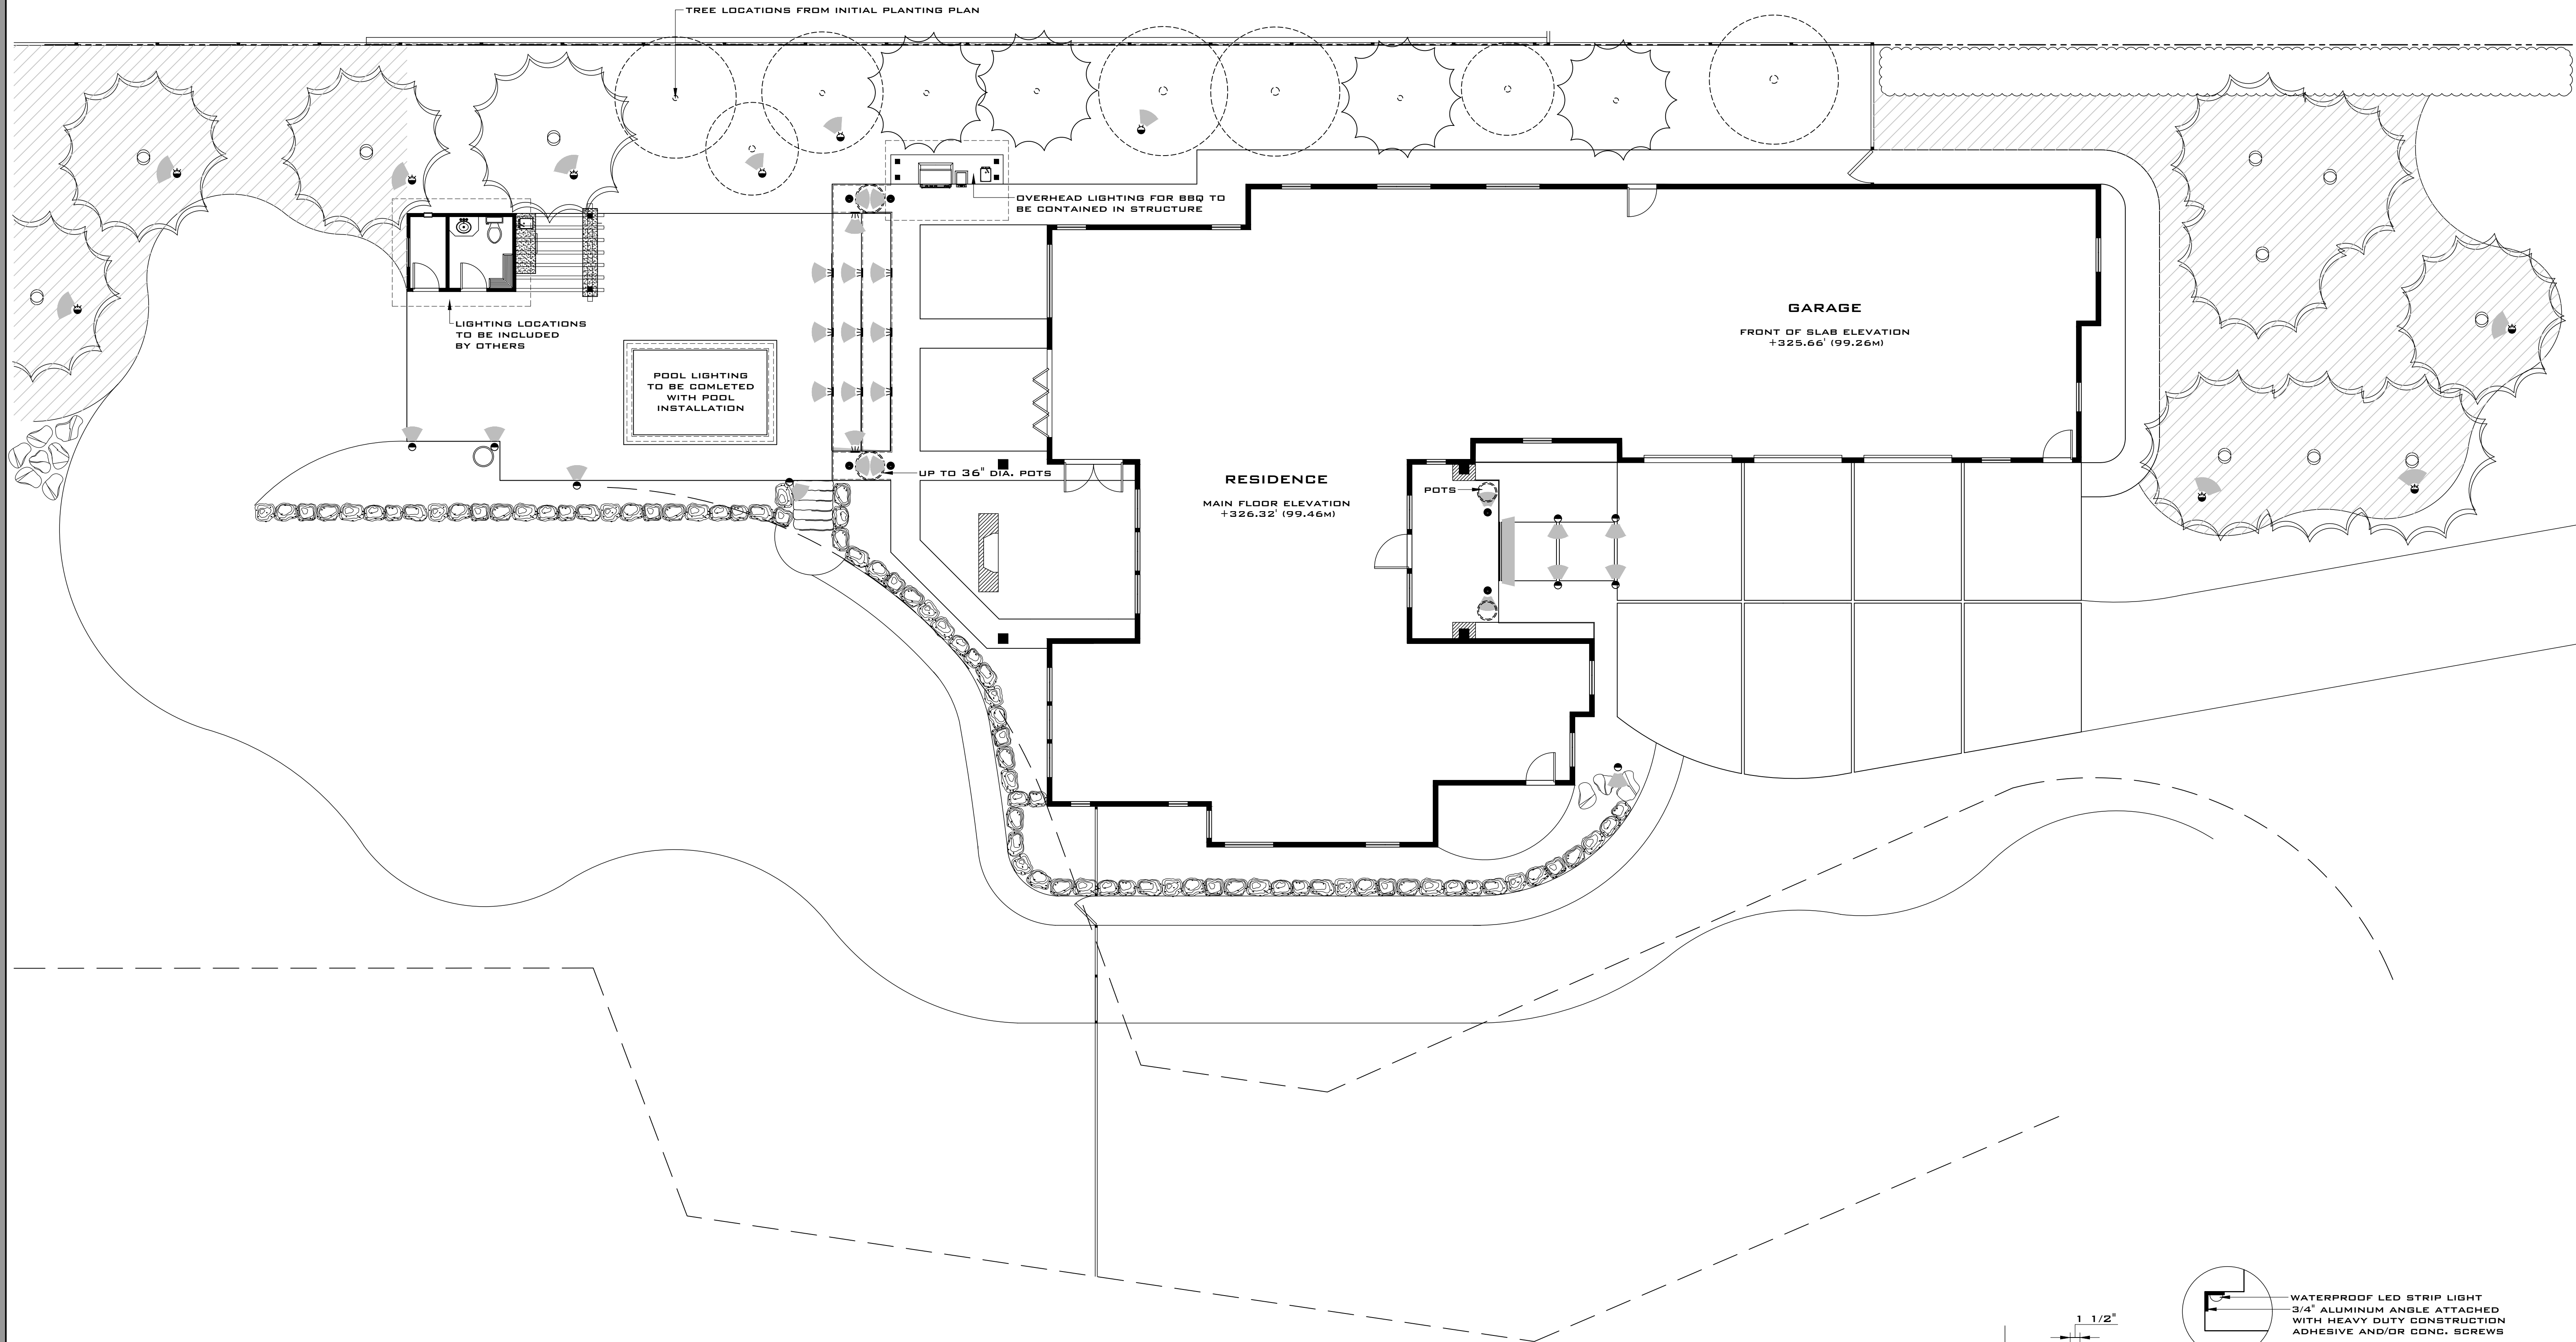 TREE LOCATIONS FROM INITIAL PLANTING PLAN
OVERHEAD LIGHTING FOR BBQ TO
BE CONTAINED IN STRUCTURE
LIGHTING LOCATIONS
TO BE INCLUDED
BY OTHERS
POOL LIGHTING
TO BE COMLETED
WITH POOL
INSTALLATION
GARAGE
FRONT OF SLAB ELEVATION
+325.66' (99.26M)
UP TO 36" DIA. POTS
RESIDENCE
MAIN FLOOR ELEVATION
+326.32' (99.46M)
POTS
WATERPROOF LED STRIP LIGHT
3/4" ALUMINUM ANGLE ATTACHED
WITH HEAVY DUTY CONSTRUCTION
ADHESIVE AND/OR CONC. SCREWS
1 1/2"